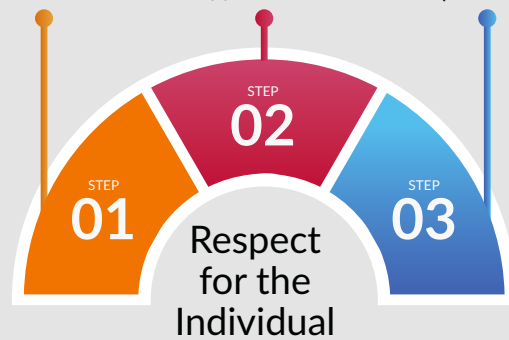 STEP
01
STEP
02
STEP
03
Respect
for the
Individual